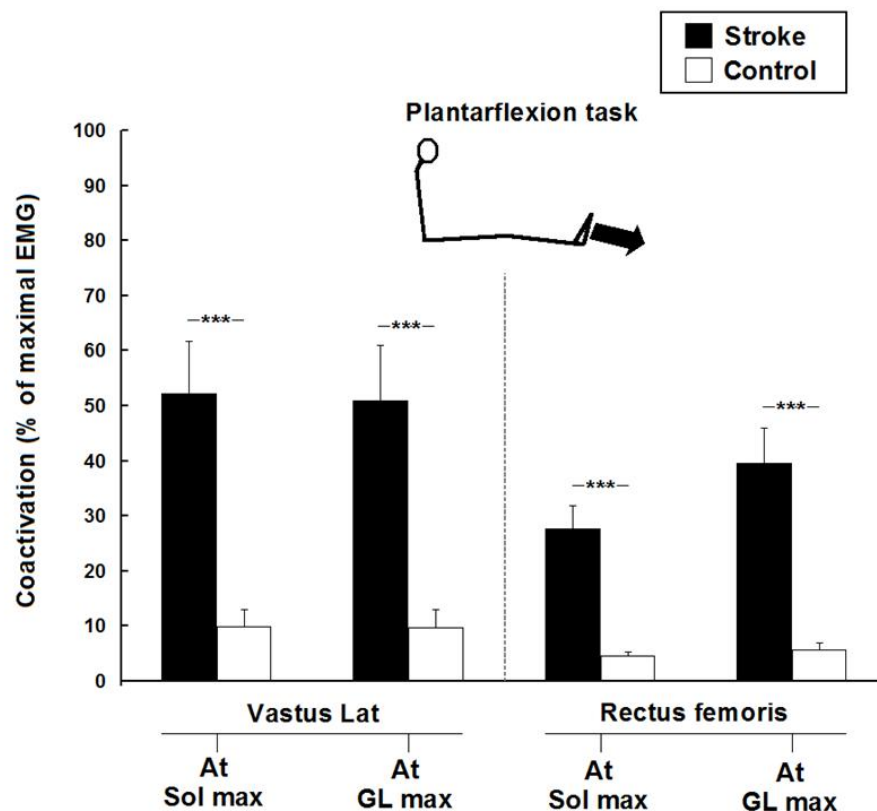 Stroke
Control
Plantarflexion task
Coactivation (% of maximal EMG)
100
90
80
70
60
50
40
30
20
10
0
-***-
-***-
-***-
-***-
Vastus Lat
Rectus femoris
At
Sol max
At
GL max
At
Sol max
At
GL max